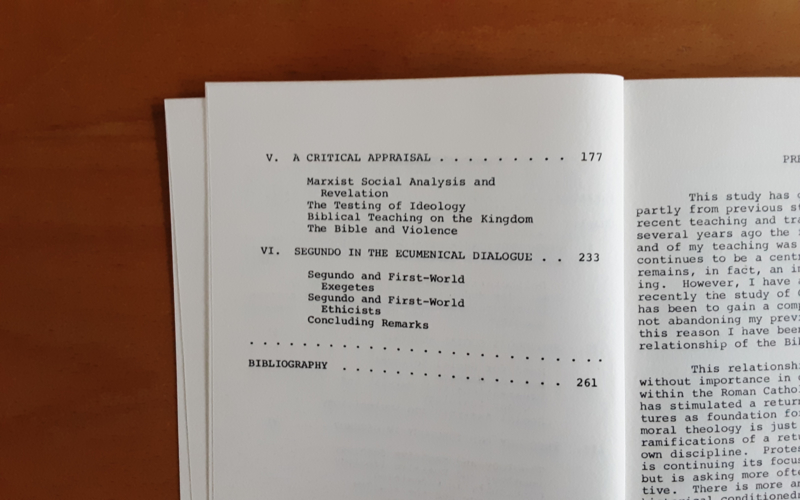 V. A CRITICAL APPRAISAL . . . . . . . . . 177
Marxist Social Analysis and
Revelation
The Testing of Ideology
Biblical Teaching on the Kingdom
The Bible and Violence
VI. SEGUNDO IN THE ECUMENICAL DIALOGUE . . 233
Segundo and First-World
Exegetes
Segundo and First-World
Ethicists
Concluding Remarks
. . . . . . . . . . . . . . . . . . . . . . . . . . .
BIBLIOGRAPHY . . . . . . . . . . . . . . . . 261
This study has
partly from previous
recent teaching and
several years ago the
and of my teaching was
continues to be a
remains, in fact, an
ing. However, I have
recently the study of
has been to gain a
not abandoning my
this reason I have been
relationship of the
This
without importance in
within the Roman
has stimulated a
tures as foundation
moral theology is just
ramifications of a
own discipline.
is continuing its
but is asking more
tive. There is more